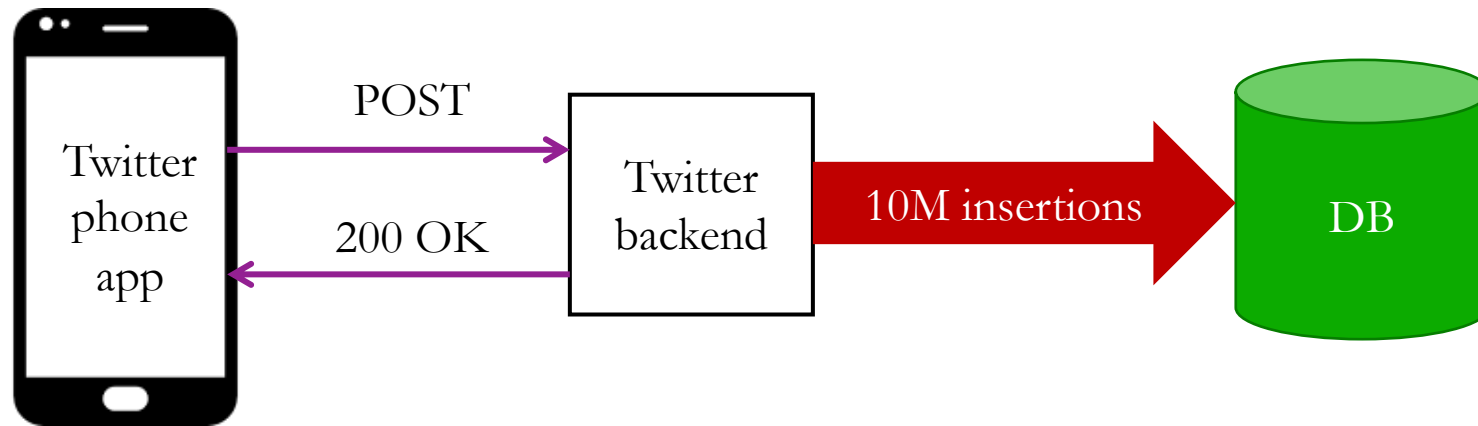 Twitter
phone
app
POST
200 OK
Twitter
backend
10M insertions
DB